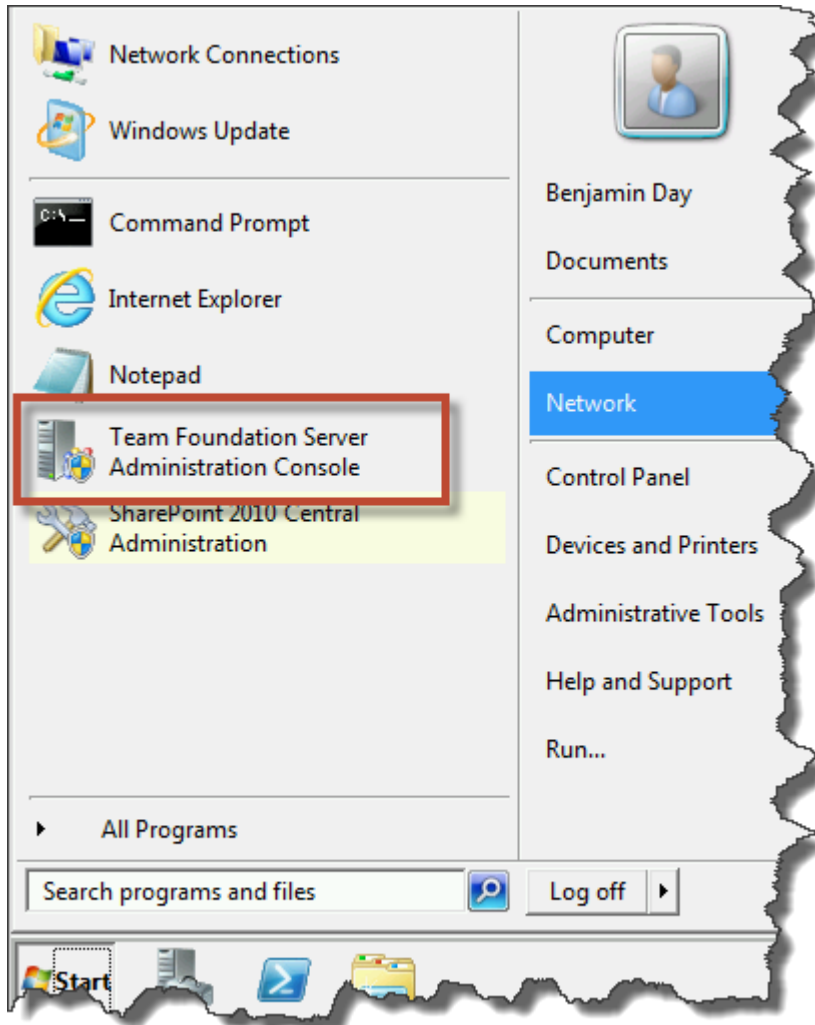 Network Connections
Windows Update
C:\
Command Prompt
Internet Explorer
Notepad
Team Foundation Server
Administration Console
SharePoint 2010 Central
Administration
All Programs
Search programs and files
Benjamin Day
Documents
Computer
Network
Control Panel
Devices and Printers
Administrative Tools
Help and Support
Run...
Log off
Start